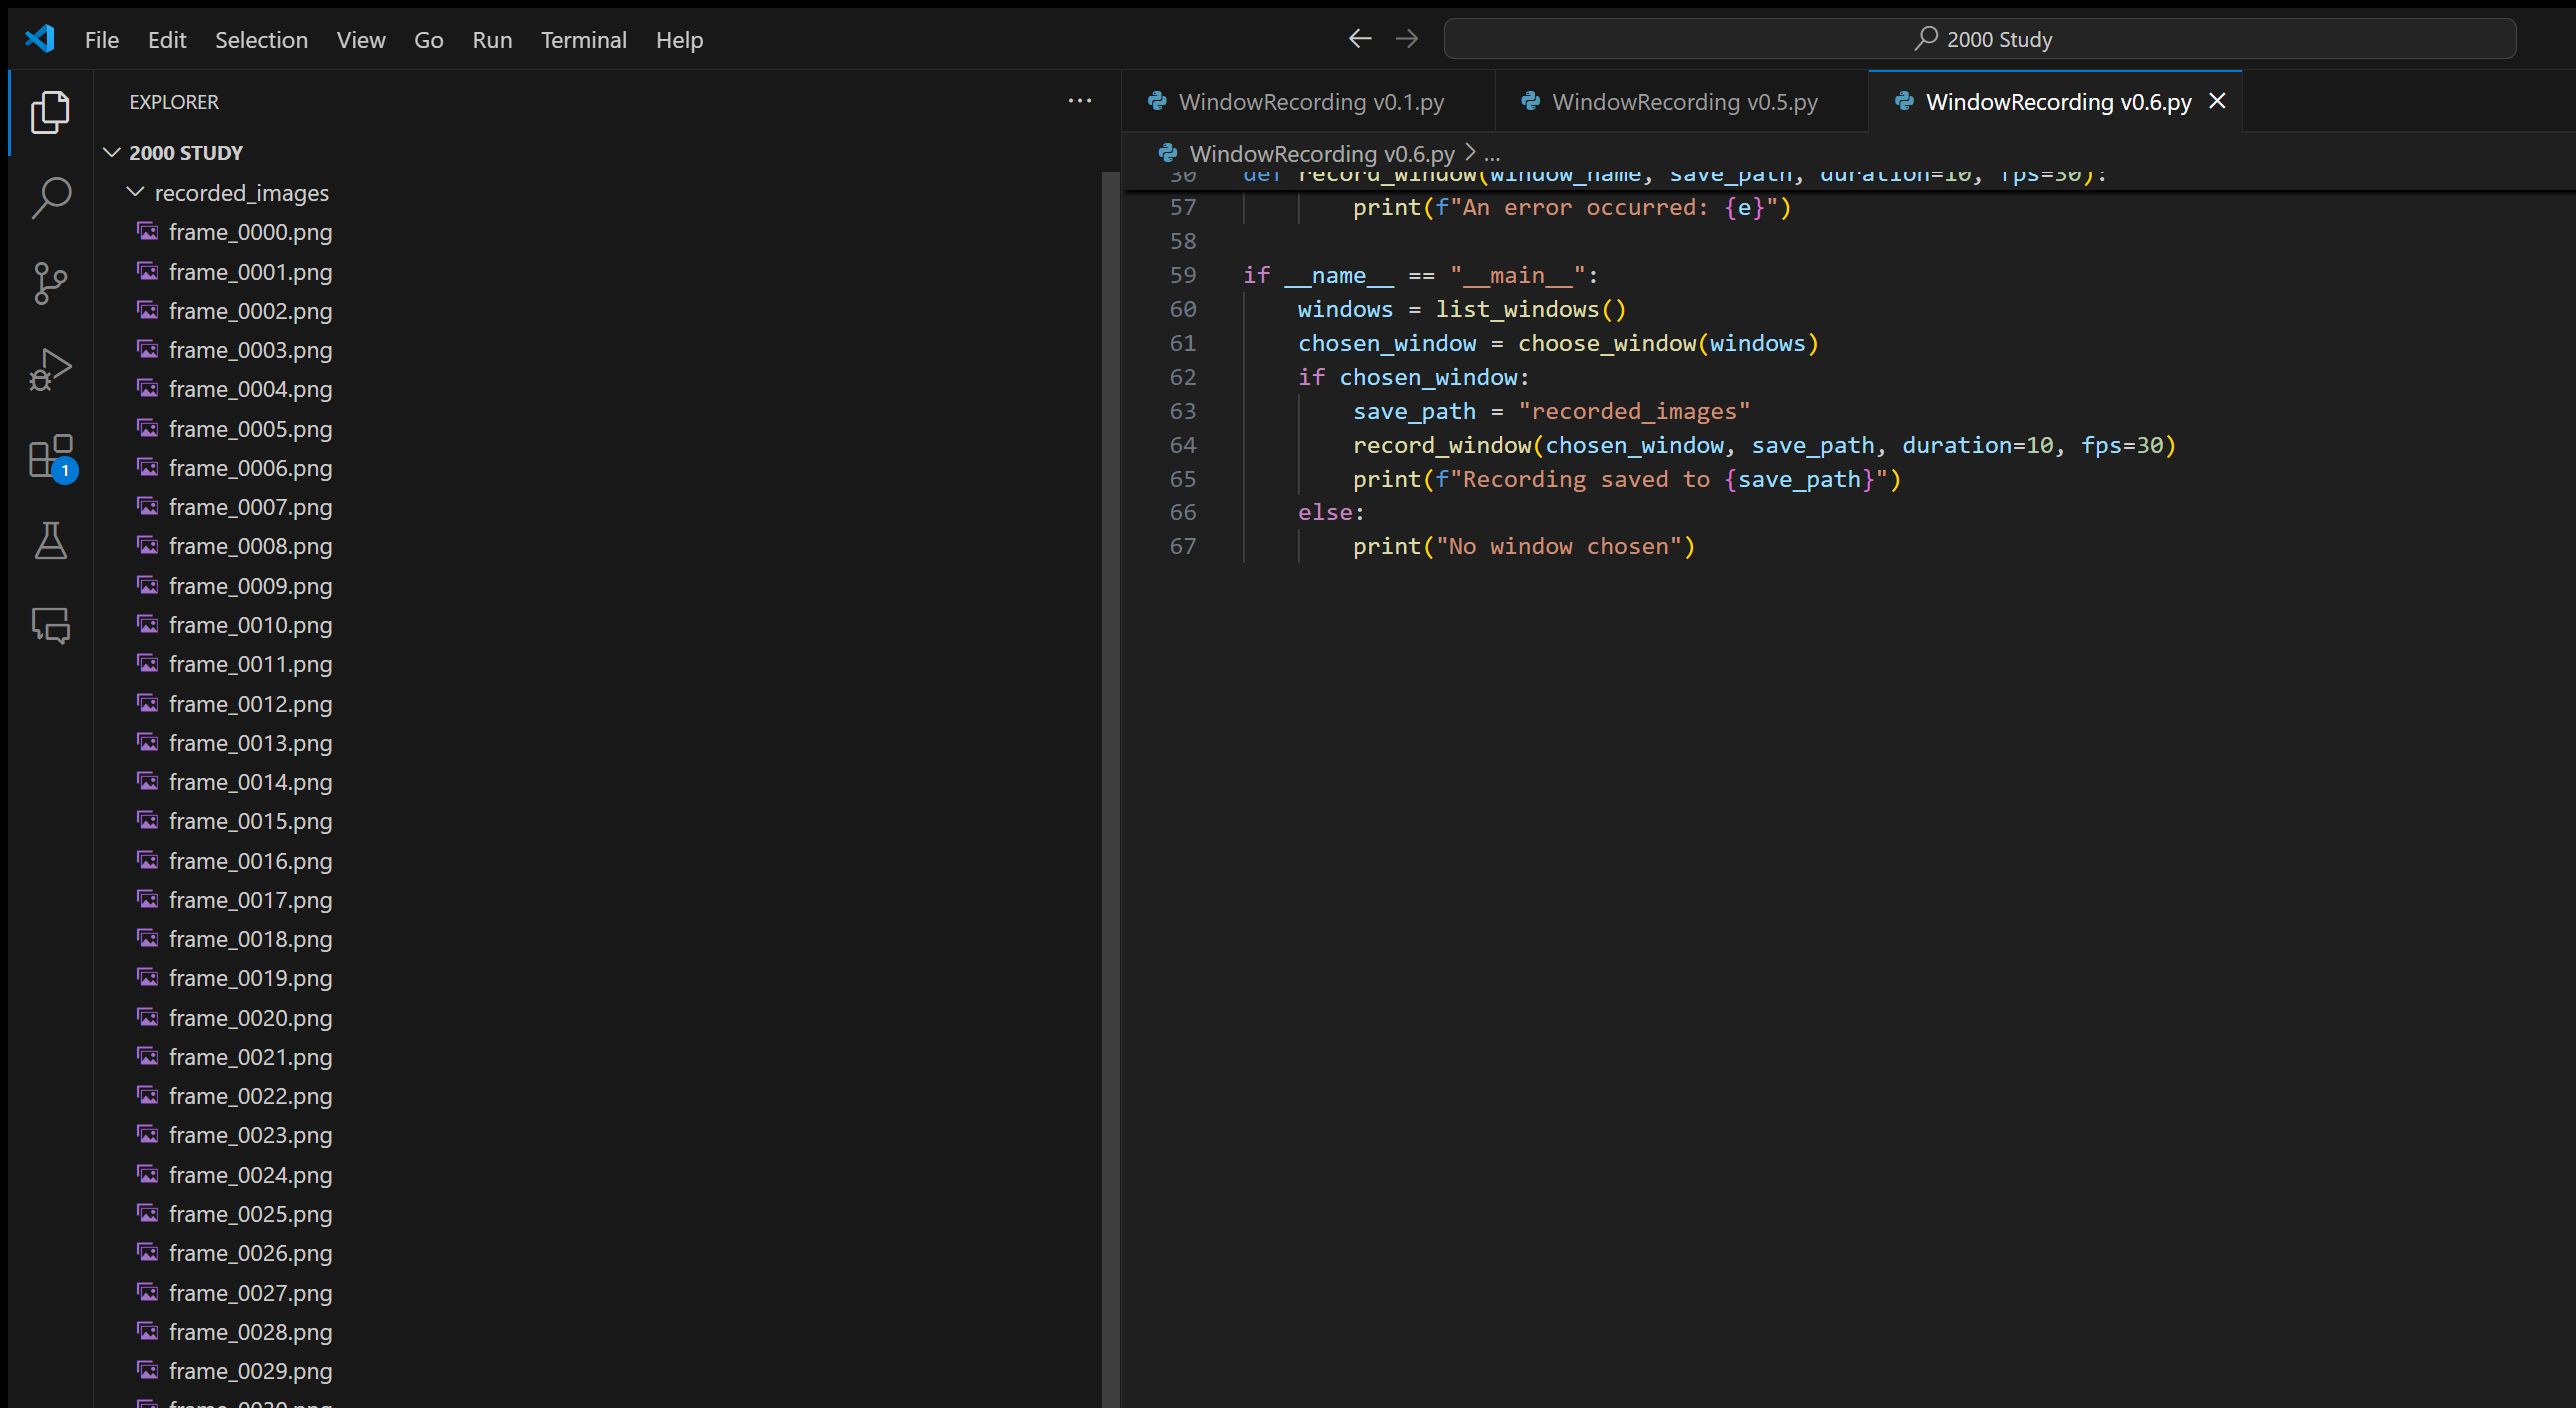 File Edit Selection View Go Run Terminal Help
2000 Study
EXPLORER
2000 STUDY
recorded_images
frame_0000.png
frame_0001.png
frame_0002.png
frame_0003.png
frame_0004.png
frame_0005.png
frame_0006.png
frame_0007.png
frame_0008.png
frame_0009.png
frame_0010.png
frame_0011.png
frame_0012.png
frame_0013.png
frame_0014.png
frame_0015.png
frame_0016.png
frame_0017.png
frame_0018.png
frame_0019.png
frame_0020.png
frame_0021.png
frame_0022.png
frame_0023.png
frame_0024.png
frame_0025.png
frame_0026.png
frame_0027.png
frame_0028.png
frame_0029.png
frame_0030.png
1
WindowRecording v0.1.py WindowRecording v0.5.py WindowRecording v0.6.py
WindowRecording v0.6.py > ...
30 def record_window(window_name, save_path, duration=10, fps=30):
57 print(f"An error occurred: {e}")
58
59 if __name__ == "__main__":
60 windows = list_windows()
61 chosen_window = choose_window(windows)
62 if chosen_window:
63 save_path = "recorded_images"
64 record_window(chosen_window, save_path, duration=10, fps=30)
65 print(f"Recording saved to {save_path}")
66 else:
67 print("No window chosen")